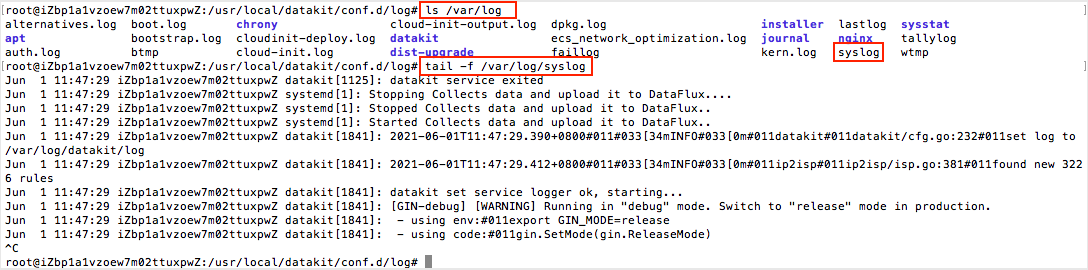 [root@iZbp1a1vzoew7m02ttuxpwZ:/usr/local/datakit/conf.d/log# ls /var/log ]
alternatives.log boot.log chrony cloud-init-output.log dpkg.log installer lastlog sysstat
apt bootstrap.log cloudinit-deploy.log datakit ecs_network_optimization.log journal nginx tallylog
auth.log btmp cloud-init.log dist-upgrade faillog kern.log syslog wtmp
[root@iZbp1a1vzoew7m02ttuxpwZ:/usr/local/datakit/conf.d/log# tail -f /var/log/syslog ]
Jun 1 11:47:29 iZbp1a1vzoew7m02ttuxpwZ datakit[1125]: datakit service exited
Jun 1 11:47:29 iZbp1a1vzoew7m02ttuxpwZ systemd[1]: Stopping Collects data and upload it to DataFlux....
Jun 1 11:47:29 iZbp1a1vzoew7m02ttuxpwZ systemd[1]: Stopped Collects data and upload it to DataFlux..
Jun 1 11:47:29 iZbp1a1vzoew7m02ttuxpwZ systemd[1]: Started Collects data and upload it to DataFlux..
Jun 1 11:47:29 iZbp1a1vzoew7m02ttuxpwZ datakit[1841]: 2021-06-01T11:47:29.390+0800#011#033[34mINFO#033[0m#011datakit#011datakit/cfg.go:232#011set log to
/var/log/datakit/log
Jun 1 11:47:29 iZbp1a1vzoew7m02ttuxpwZ datakit[1841]: 2021-06-01T11:47:29.412+0800#011#033[34mINFO#033[0m#011ip2isp#011ip2isp/isp.go:381#011found new 322
6 rules
Jun 1 11:47:29 iZbp1a1vzoew7m02ttuxpwZ datakit[1841]: datakit set service logger ok, starting...
Jun 1 11:47:29 iZbp1a1vzoew7m02ttuxpwZ datakit[1841]: [GIN-debug] [WARNING] Running in "debug" mode. Switch to "release" mode in production.
Jun 1 11:47:29 iZbp1a1vzoew7m02ttuxpwZ datakit[1841]: - using env:#011export GIN_MODE=release
Jun 1 11:47:29 iZbp1a1vzoew7m02ttuxpwZ datakit[1841]: - using code:#011gin.SetMode(gin.ReleaseMode)
^C
root@iZbp1a1vzoew7m02ttuxpwZ:/usr/local/datakit/conf.d/log#